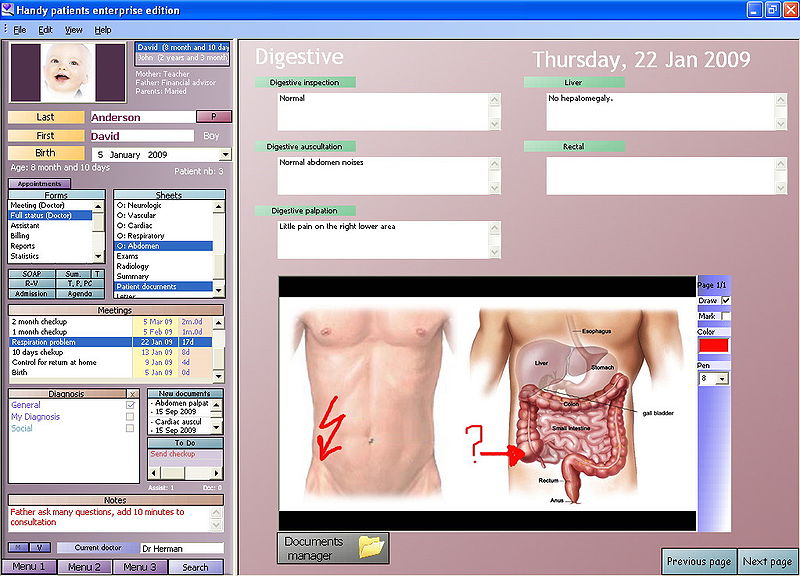 Handy patients enterprise edition
File Edit View Help
David (8 month and 10 day
John (2 years and 3 month)
Mother: Teacher
Father: Financial advisor
Parents: Maried
Last Anderson P
First David Boy
Birth 5 January 2009
Age: 8 month and 10 days Patient nb: 3
Appointments
Forms
Meeting (Doctor)
Full status (Doctor)
Assistant
Billing
Reports
Statistics
Sheets
O: Neurologic
O: Vascular
O: Cardiac
O: Respiratory
O: Abdomen
Exams
Radiology
Summary
Patient documents
Letter
SOAP Sum. T
R-V T, P, PC
Admission Agenda
Meetings
2 month checkup 5 Mar 09 2m.0d
1 month checkup 5 Feb 09 1m.0d
Respiration problem 22 Jan 09 17d
10 days chekup 13 Jan 09 8d
Control for return at home 9 Jan 09 4d
Birth 5 Jan 09 0d
Diagnosis x
General
My Diagnosis
Social
New documents
- Abdomen palpat
- 15 Sep 2009
- Cardiac auscul
- 15 Sep 2009
To Do
Send checkup
Assist: 1 Doc: 0
Notes
Father ask many questions, add 10 minutes to
consultation
M V Current doctor Dr Herman
Menu 1 Menu 2 Menu 3 Search
Digestive
Thursday, 22 Jan 2009
Digestive inspection
Normal
Liver
No hepatomegaly.
Digestive auscultation
Normal abdomen noises
Rectal
Digestive palpation
Little pain on the right lower area
Page 1/1
Draw
Mark
Color
Pen
8
Esophagus
Liver
Stomach
Colon
gall bladder
Small Intestine
?
Rectum
Anus
Documents
manager
Previous page Next page